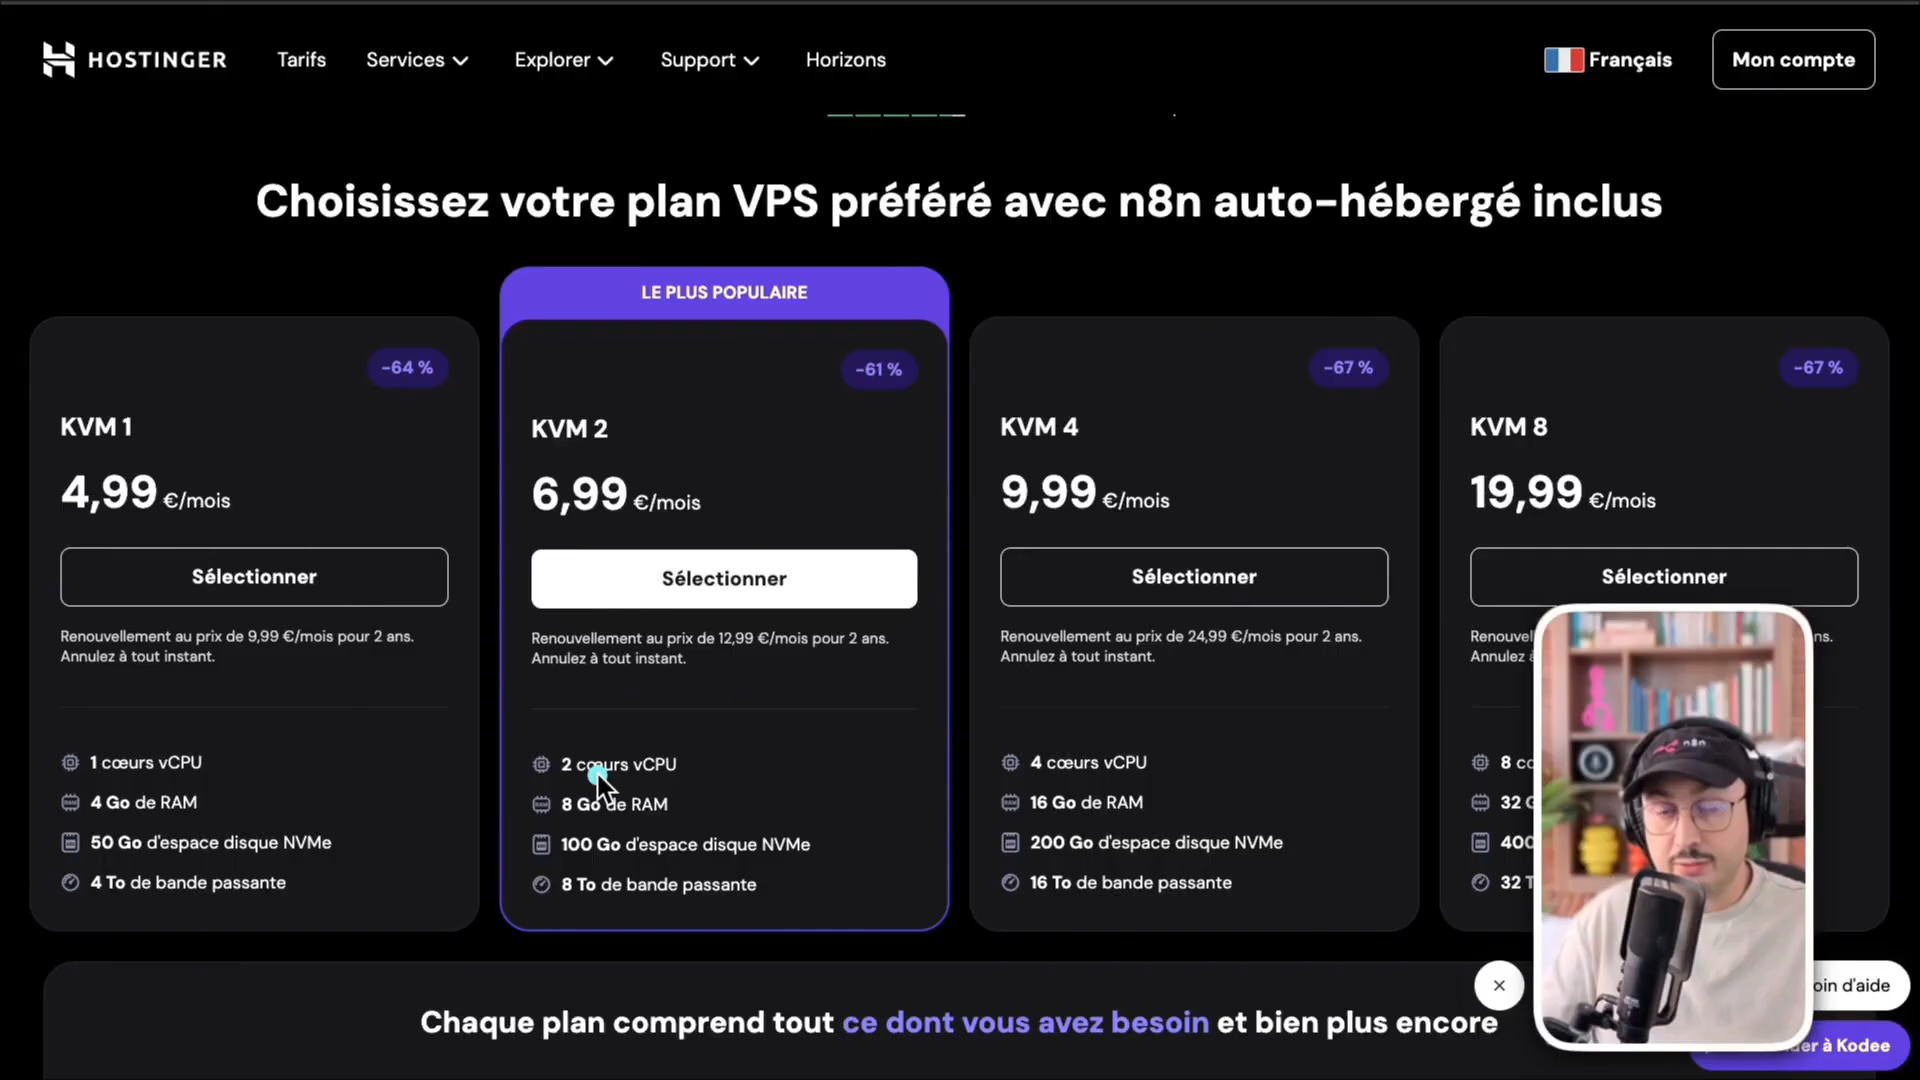 HOSTINGER
Tarifs
Services
Explorer
Support
Horizons
Français
Mon compte
Choisissez votre plan VPS préféré avec n8n auto-hébergé inclus
LE PLUS POPULAIRE
-64 %
KVM 1
4,99 €/mois
Sélectionner
Renouvellement au prix de 9,99 €/mois pour 2 ans.
Annulez à tout instant.
1 cœurs vCPU
4 Go de RAM
50 Go d'espace disque NVMe
4 To de bande passante
-61 %
KVM 2
6,99 €/mois
Sélectionner
Renouvellement au prix de 12,99 €/mois pour 2 ans.
Annulez à tout instant.
2 cœurs vCPU
8 Go de RAM
100 Go d'espace disque NVMe
8 To de bande passante
-67 %
KVM 4
9,99 €/mois
Sélectionner
Renouvellement au prix de 24,99 €/mois pour 2 ans.
Annulez à tout instant.
4 cœurs vCPU
16 Go de RAM
200 Go d'espace disque NVMe
16 To de bande passante
-67 %
KVM 8
19,99 €/mois
Sélectionner
ns.
8
32
400
32
n8n
Chaque plan comprend tout ce dont vous avez besoin et bien plus encore
d'aide
à Kodee